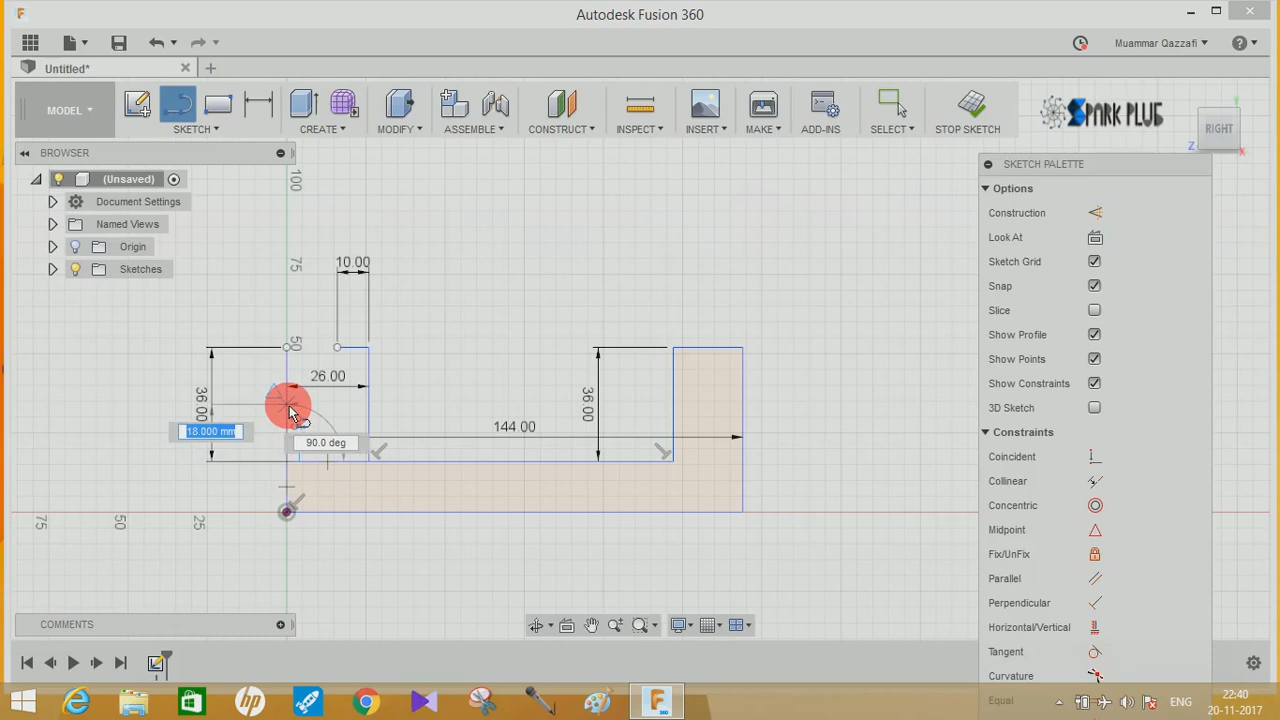 Autodesk Fusion 360
Muammar Qazzafi
Untitled*
MODEL
SKETCH
CREATE
MODIFY
ASSEMBLE
CONSTRUCT
INSPECT
INSERT
MAKE
ADD-INS
SELECT
STOP SKETCH
SPARK PLUG
RIGHT
Y
Z
X
BROWSER
(Unsaved)
Document Settings
Named Views
Origin
Sketches
SKETCH PALETTE
Options
Construction
Look At
Sketch Grid
Snap
Slice
Show Profile
Show Points
Show Constraints
3D Sketch
Constraints
Coincident
Collinear
Concentric
Midpoint
Fix/UnFix
Parallel
Perpendicular
Horizontal/Vertical
Tangent
Curvature
Equal
100
75
50
10.00
26.00
36.00
36.00
144.00
18.000 mm
90.0 deg
75
50
25
COMMENTS
ENG
22:40
20-11-2017